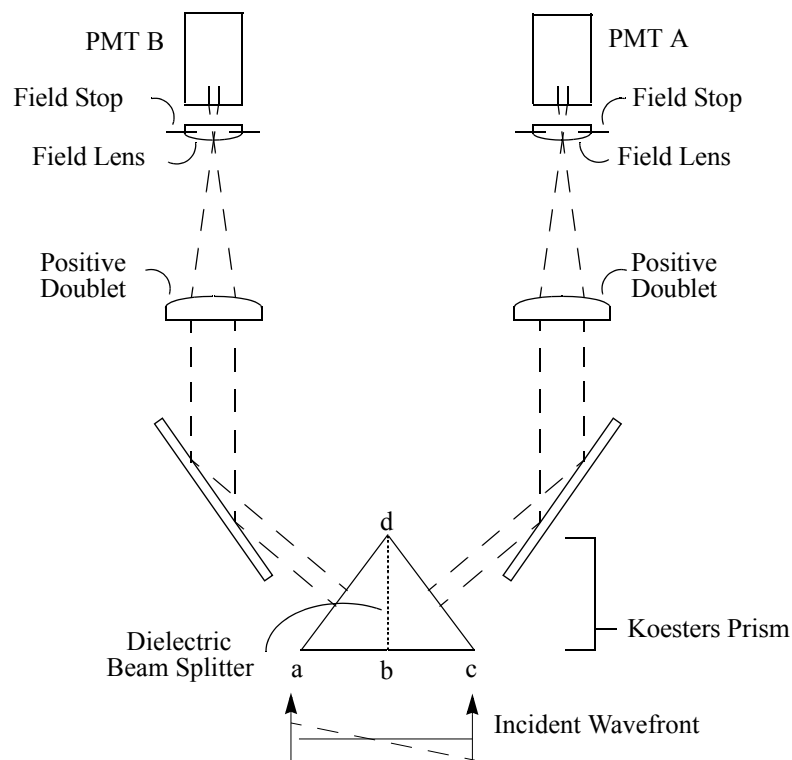 PMT B
PMT A
Field Stop
Field Stop
Field Lens
Field Lens
Positive
Doublet
Positive
Doublet
d
Dielectric
Beam Splitter
Koesters Prism
a
b
c
Incident Wavefront